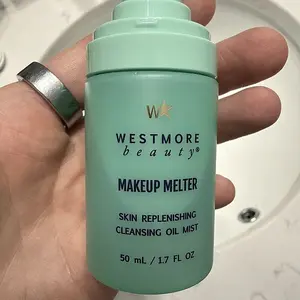 W
WESTMORE
beauty®
MAKEUP MELTER
SKIN REPLENISHING
CLEANSING OIL MIST
50 mL / 1.7 FL OZ